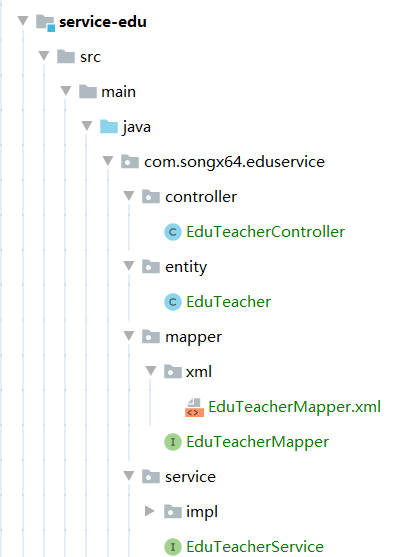 service-edu
src
main
java
com.songx64.eduservice
controller
EduTeacherController
entity
EduTeacher
mapper
xml
EduTeacherMapper.xml
EduTeacherMapper
service
impl
EduTeacherService